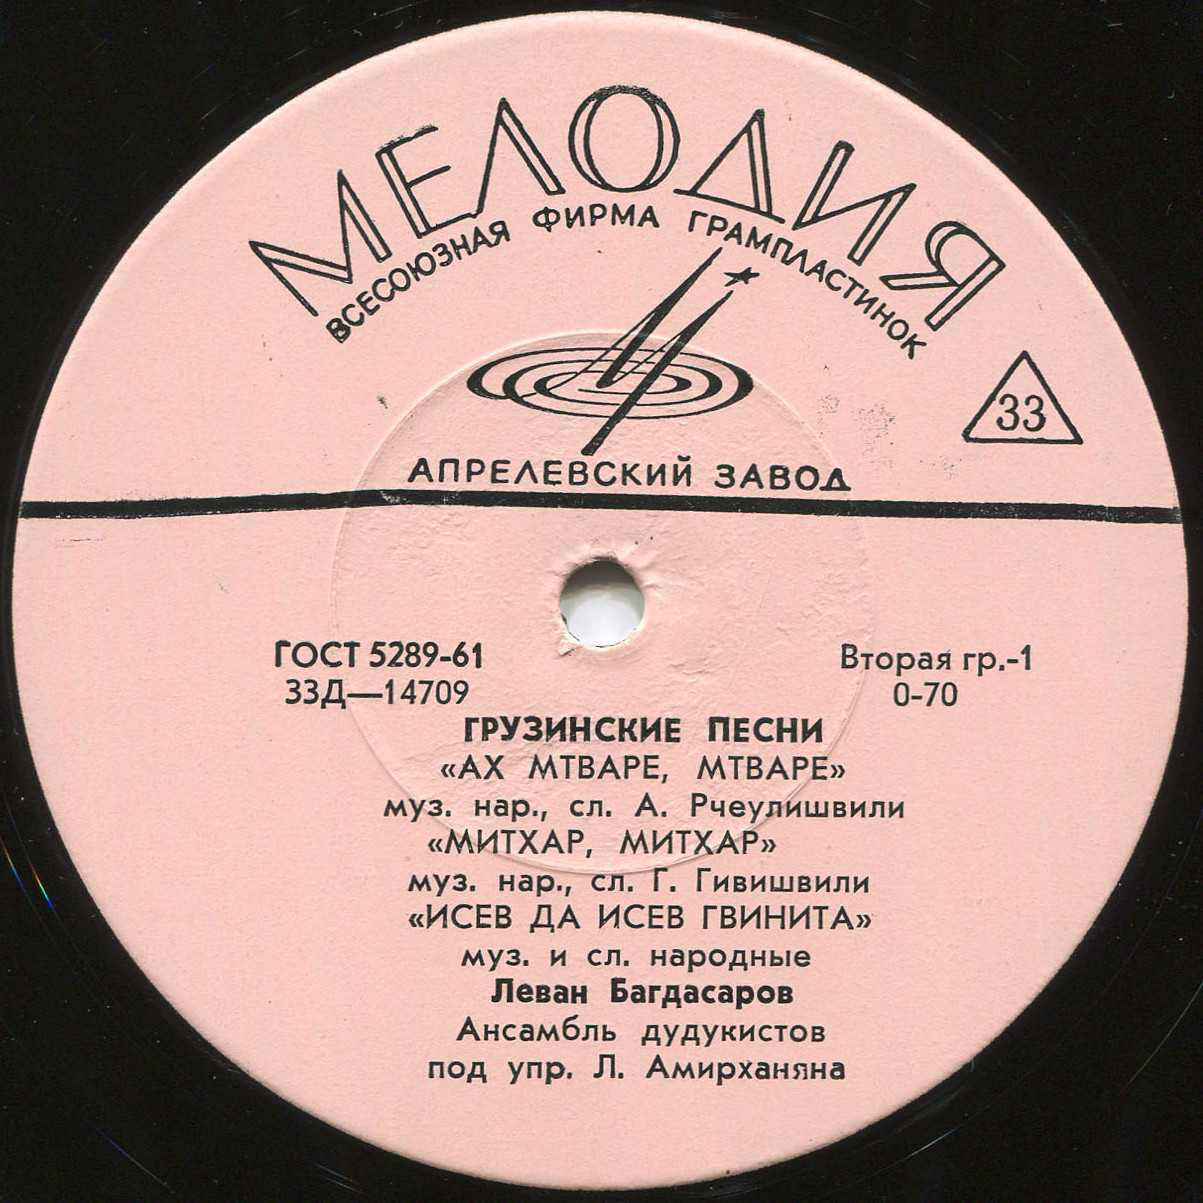 МЕЛОДИЯ
ВСЕСОЮЗНАЯ ФИРМА ГРАМПЛАСТИНОК
33
АПРЕЛЕВСКИЙ ЗАВОД
ГОСТ 5289-61
33Д—14709
Вторая гр.-1
0-70
ГРУЗИНСКИЕ ПЕСНИ
«АХ МТВАРЕ, МТВАРЕ»
муз. нар., сл. А. Рчеулишвили
«МИТХАР, МИТХАР»
муз. нар., сл. Г. Гивишвили
«ИСЕВ ДА ИСЕВ ГВИНИТА»
муз. и сл. народные
Леван Багдасаров
Ансамбль дудукистов
под упр. Л. Амирханяна